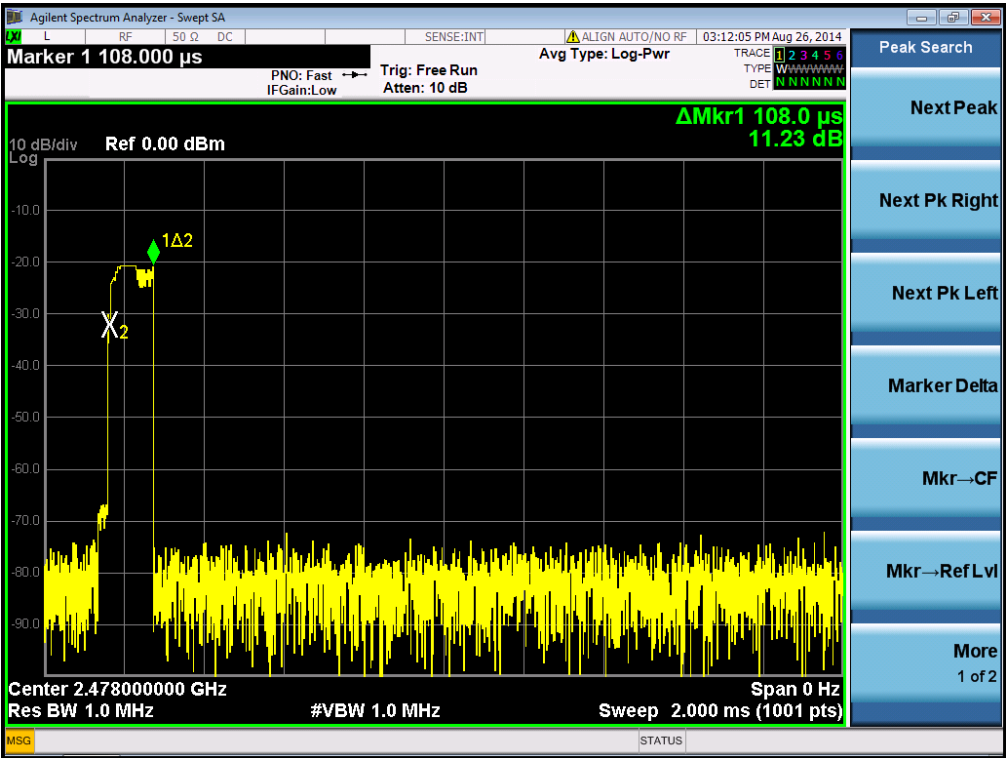 Agilent Spectrum Analyzer - Swept SA
LXI L RF 50 Ω DC SENSE:INT ALIGN AUTO/NO RF 03:12:05 PM Aug 26, 2014
Marker 1 108.000 µs
PNO: Fast
IFGain:Low
Trig: Free Run
Atten: 10 dB
Avg Type: Log-Pwr
TRACE 1 2 3 4 5 6
TYPE W W W W W W
DET N N N N N N
ΔMkr1 108.0 µs
11.23 dB
10 dB/div Ref 0.00 dBm
Log
-10.0
1Δ2
-20.0
-30.0
X2
-40.0
-50.0
-60.0
-70.0
-80.0
-90.0
Center 2.478000000 GHz Span 0 Hz
Res BW 1.0 MHz #VBW 1.0 MHz Sweep 2.000 ms (1001 pts)
MSG STATUS
Peak Search
Next Peak
Next Pk Right
Next Pk Left
Marker Delta
Mkr→CF
Mkr→Ref Lvl
More
1 of 2